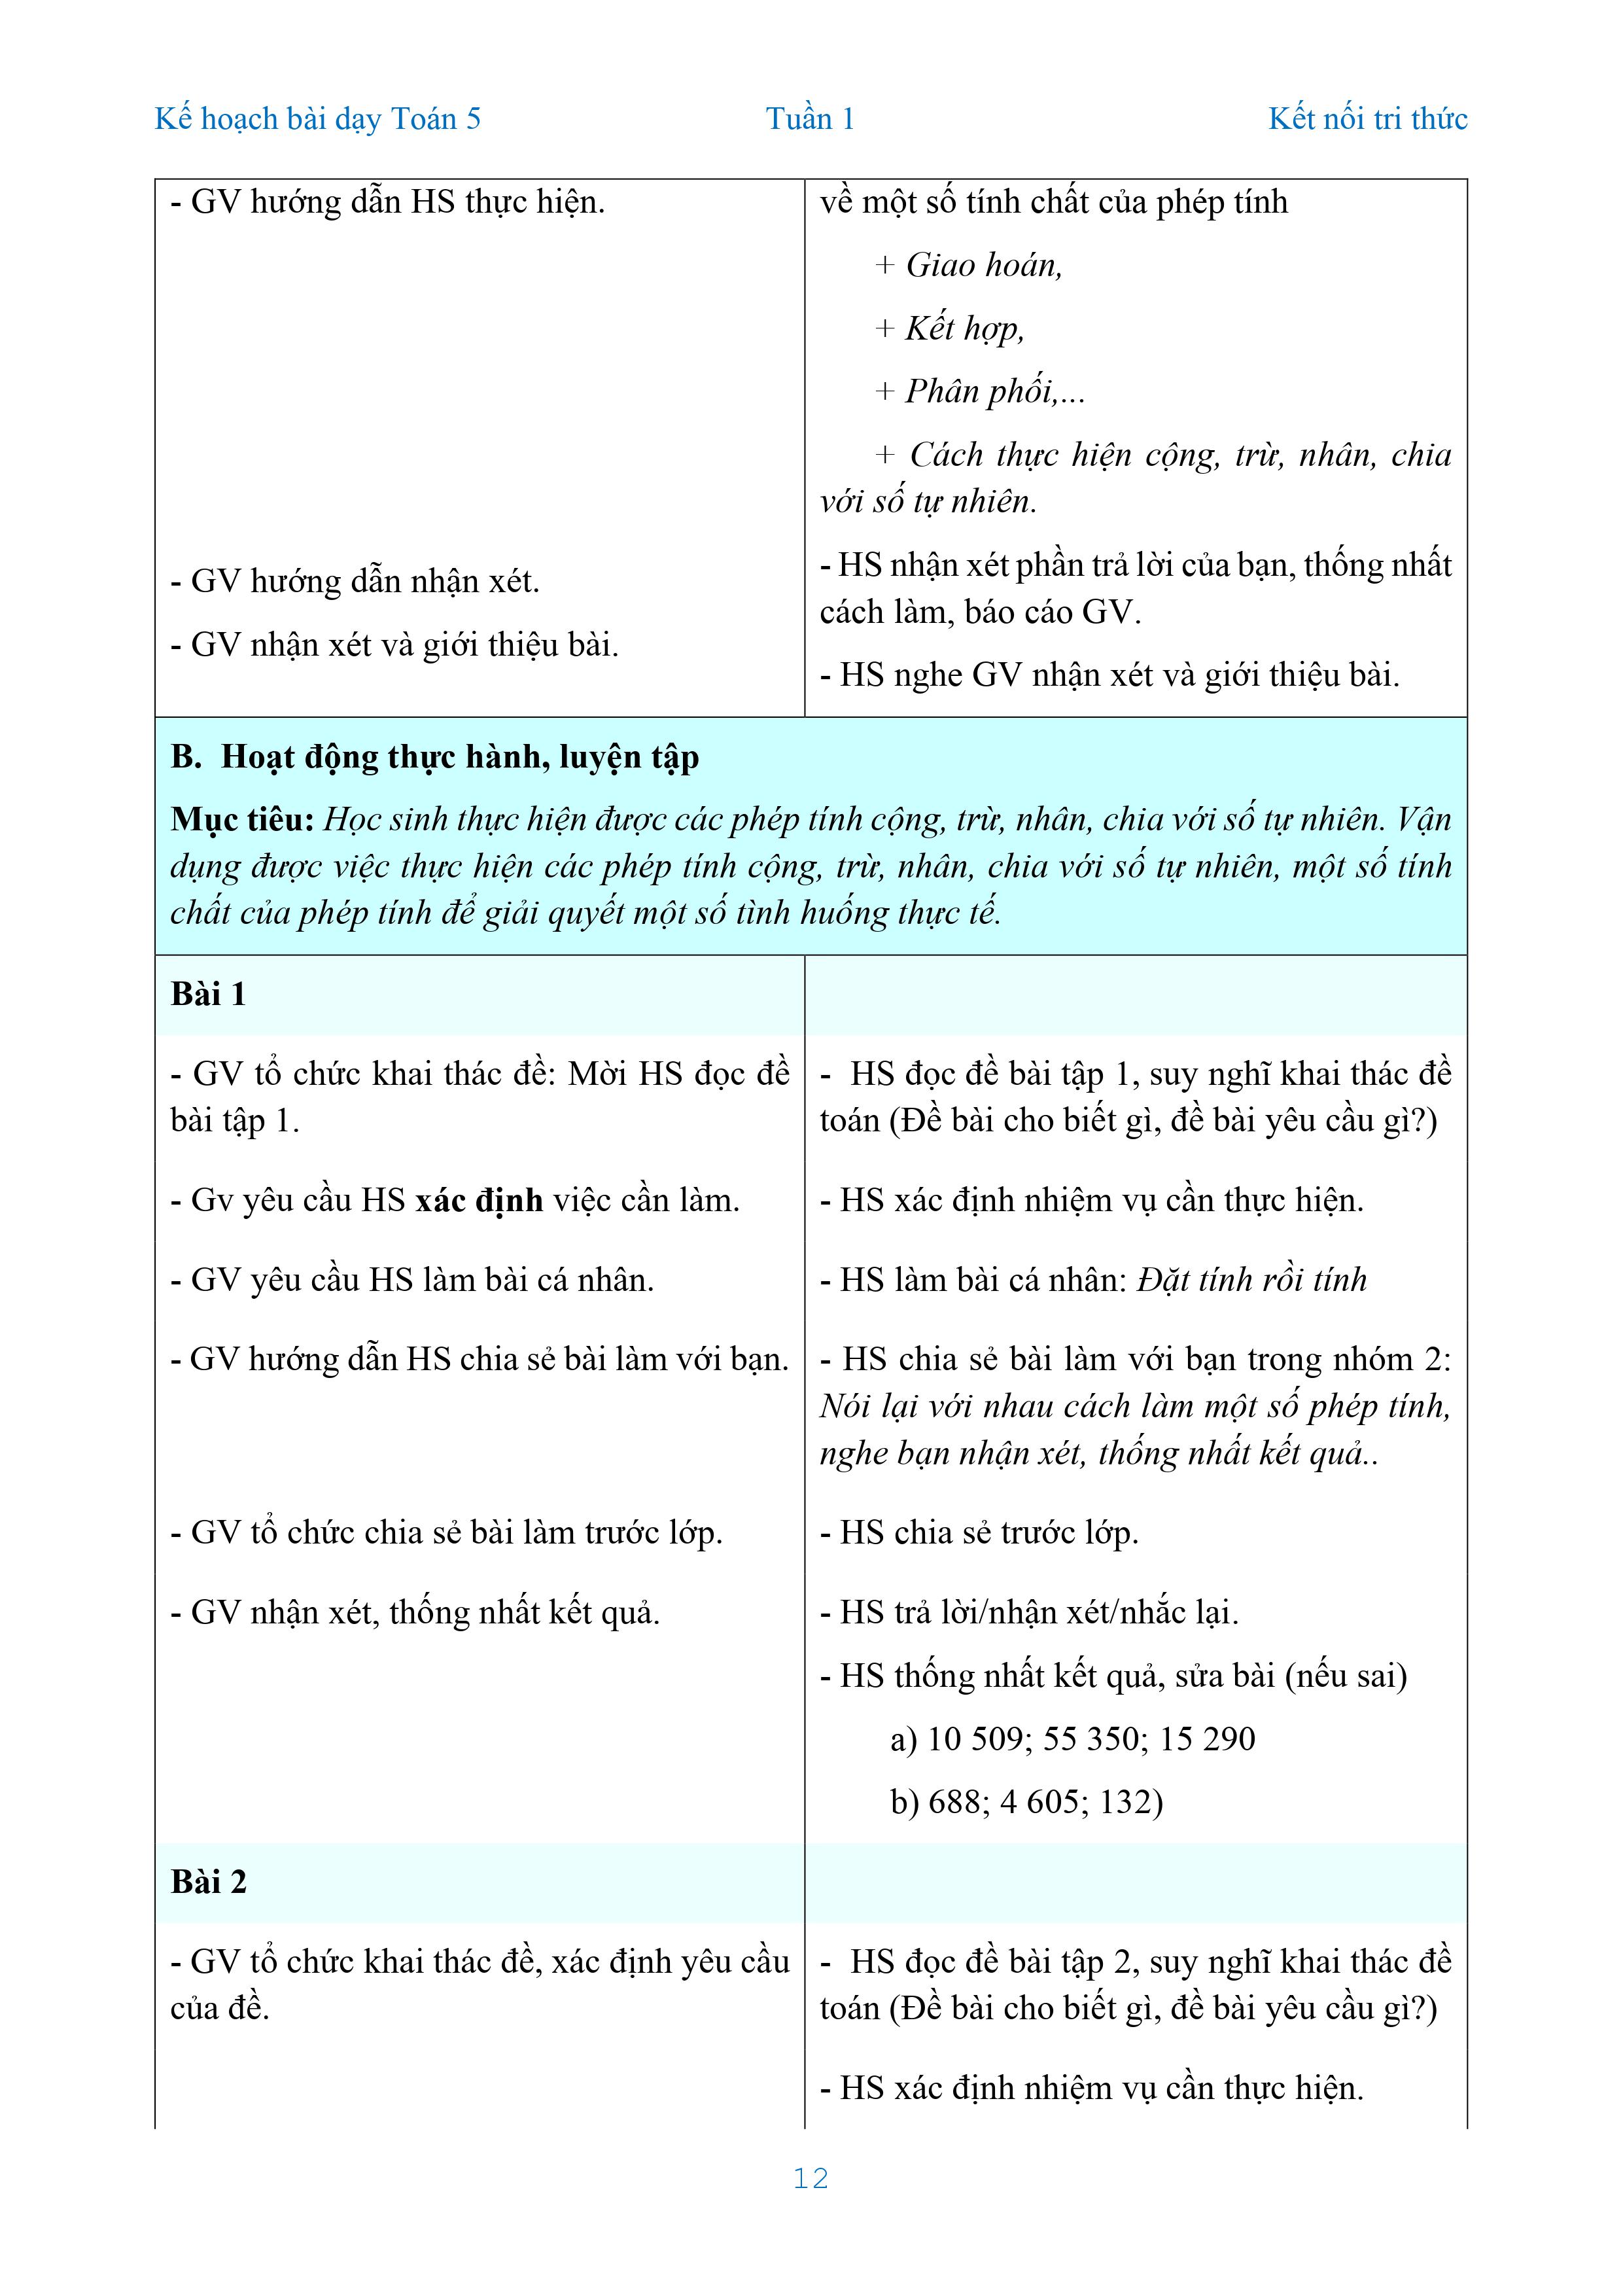 Kế hoạch bài dạy Toán 5 Tuần 1 Kết nối tri thức
- GV hướng dẫn HS thực hiện.
- GV hướng dẫn nhận xét.
- GV nhận xét và giới thiệu bài.
về một số tính chất của phép tính
+ Giao hoán,
+ Kết hợp,
+ Phân phối,...
+ Cách thực hiện cộng, trừ, nhân, chia
với số tự nhiên.
- HS nhận xét phần trả lời của bạn, thống nhất
cách làm, báo cáo GV.
- HS nghe GV nhận xét và giới thiệu bài.
B. Hoạt động thực hành, luyện tập
Mục tiêu: Học sinh thực hiện được các phép tính cộng, trừ, nhân, chia với số tự nhiên. Vận
dụng được việc thực hiện các phép tính cộng, trừ, nhân, chia với số tự nhiên, một số tính
chất của phép tính để giải quyết một số tình huống thực tế.
Bài 1
- GV tổ chức khai thác đề: Mời HS đọc đề
bài tập 1.
- HS đọc đề bài tập 1, suy nghĩ khai thác đề
toán (Đề bài cho biết gì, đề bài yêu cầu gì?)
- Gv yêu cầu HS xác định việc cần làm.
- HS xác định nhiệm vụ cần thực hiện.
- GV yêu cầu HS làm bài cá nhân.
- HS làm bài cá nhân: Đặt tính rồi tính
- GV hướng dẫn HS chia sẻ bài làm với bạn.
- HS chia sẻ bài làm với bạn trong nhóm 2:
Nói lại với nhau cách làm một số phép tính,
nghe bạn nhận xét, thống nhất kết quả..
- GV tổ chức chia sẻ bài làm trước lớp.
- HS chia sẻ trước lớp.
- GV nhận xét, thống nhất kết quả.
- HS trả lời/nhận xét/nhắc lại.
- HS thống nhất kết quả, sửa bài (nếu sai)
a) 10 509; 55 350; 15 290
b) 688; 4 605; 132)
Bài 2
- GV tổ chức khai thác đề, xác định yêu cầu
của đề.
- HS đọc đề bài tập 2, suy nghĩ khai thác đề
toán (Đề bài cho biết gì, đề bài yêu cầu gì?)
- HS xác định nhiệm vụ cần thực hiện.
12